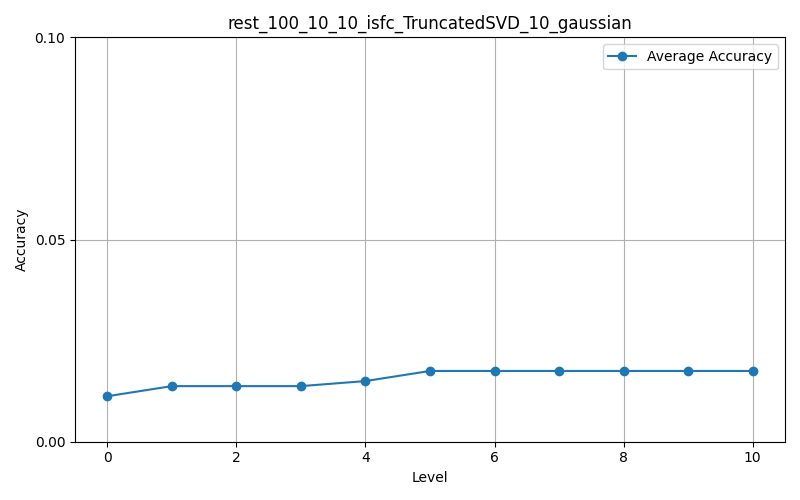 rest_100_10_10_isfc_TruncatedSVD_10_gaussian
Average Accuracy
0.10
0.05
0.00
Accuracy
0 2 4 6 8 10
Level